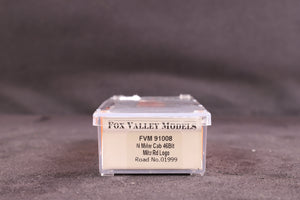 FOX VALLEY MODELS
FVM 91008
N Milw Cab #6Bit
Milw Rd Logo
Road No.01999